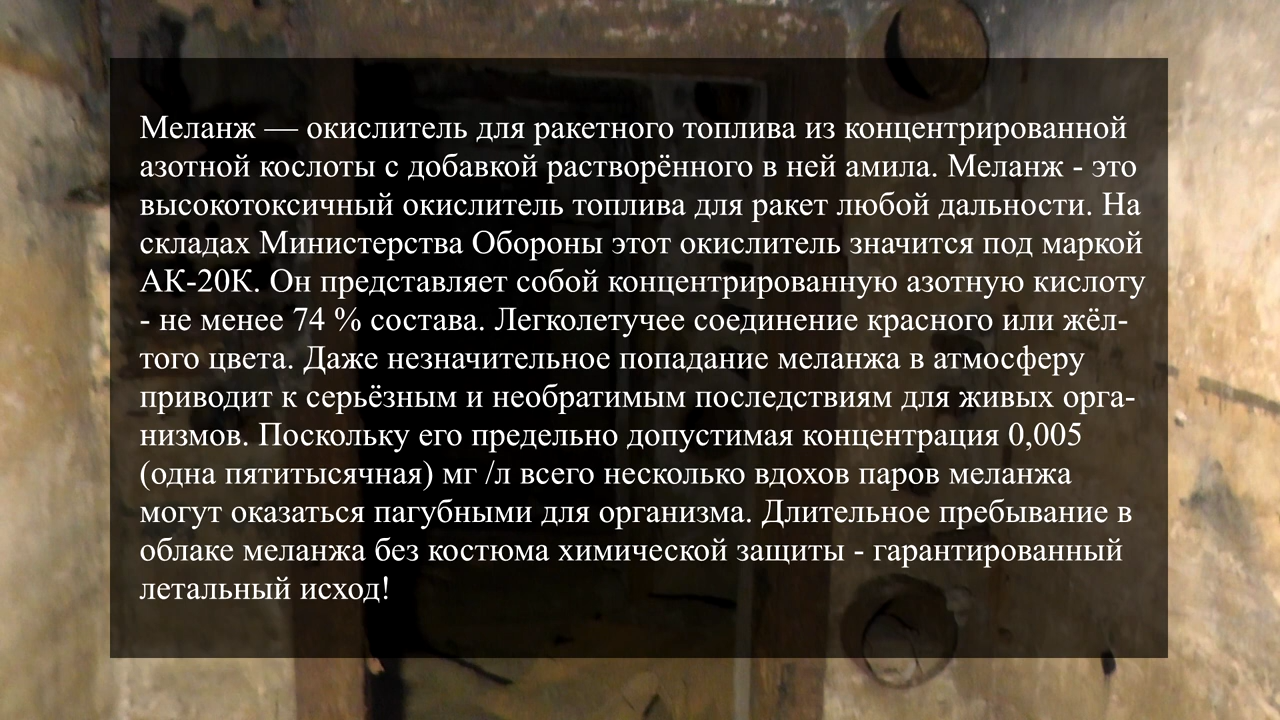 Меланж — окислитель для ракетного топлива из концентрированной
азотной кослоты с добавкой растворённого в ней амила. Меланж - это
высокотоксичный окислитель топлива для ракет любой дальности. На
складах Министерства Обороны этот окислитель значится под маркой
АК-20К. Он представляет собой концентрированную азотную кислоту
- не менее 74 % состава. Легколетучее соединение красного или жёл-
того цвета. Даже незначительное попадание меланжа в атмосферу
приводит к серьёзным и необратимым последствиям для живых орга-
низмов. Поскольку его предельно допустимая концентрация 0,005
(одна пятитысячная) мг /л всего несколько вдохов паров меланжа
могут оказаться пагубными для организма. Длительное пребывание в
облаке меланжа без костюма химической защиты - гарантированный
летальный исход!